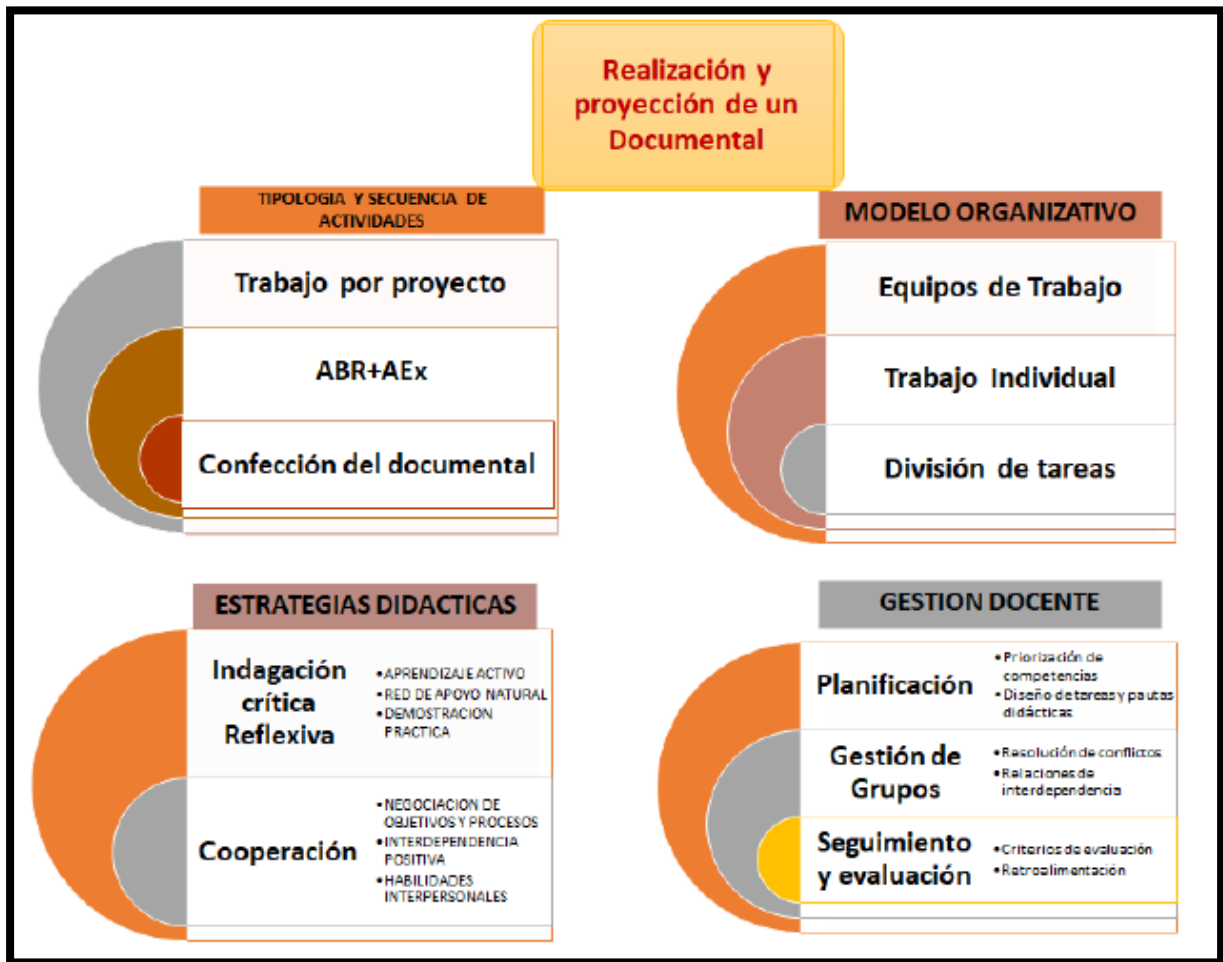 Realización y
proyección de un
Documental
TIPOLOGIA Y SECUENCIA DE
ACTIVIDADES
Trabajo por proyecto
ABR+AEx
Confección del documental
MODELO ORGANIZATIVO
Equipos de Trabajo
Trabajo Individual
División de tareas
ESTRATEGIAS DIDACTICAS
Indagación
crítica
Reflexiva
•APRENDIZAJE ACTIVO
•RED DE APOYO NATURAL
•DEMOSTRACION
PRACTICA
Cooperación
•NEGOCIACION DE
OBJETIVOS Y PROCESOS
•INTERDEPENDENCIA
POSITIVA
•HABILIDADES
INTERPERSONALES
GESTION DOCENTE
Planificación
•Priorización de
competencias
•Diseño de tareas y pautas
didácticas
Gestión de
Grupos
•Resolución de conflictos
•Relaciones de
interdependencia
Seguimiento
y evaluación
•Criterios de evaluación
•Retroalimentación